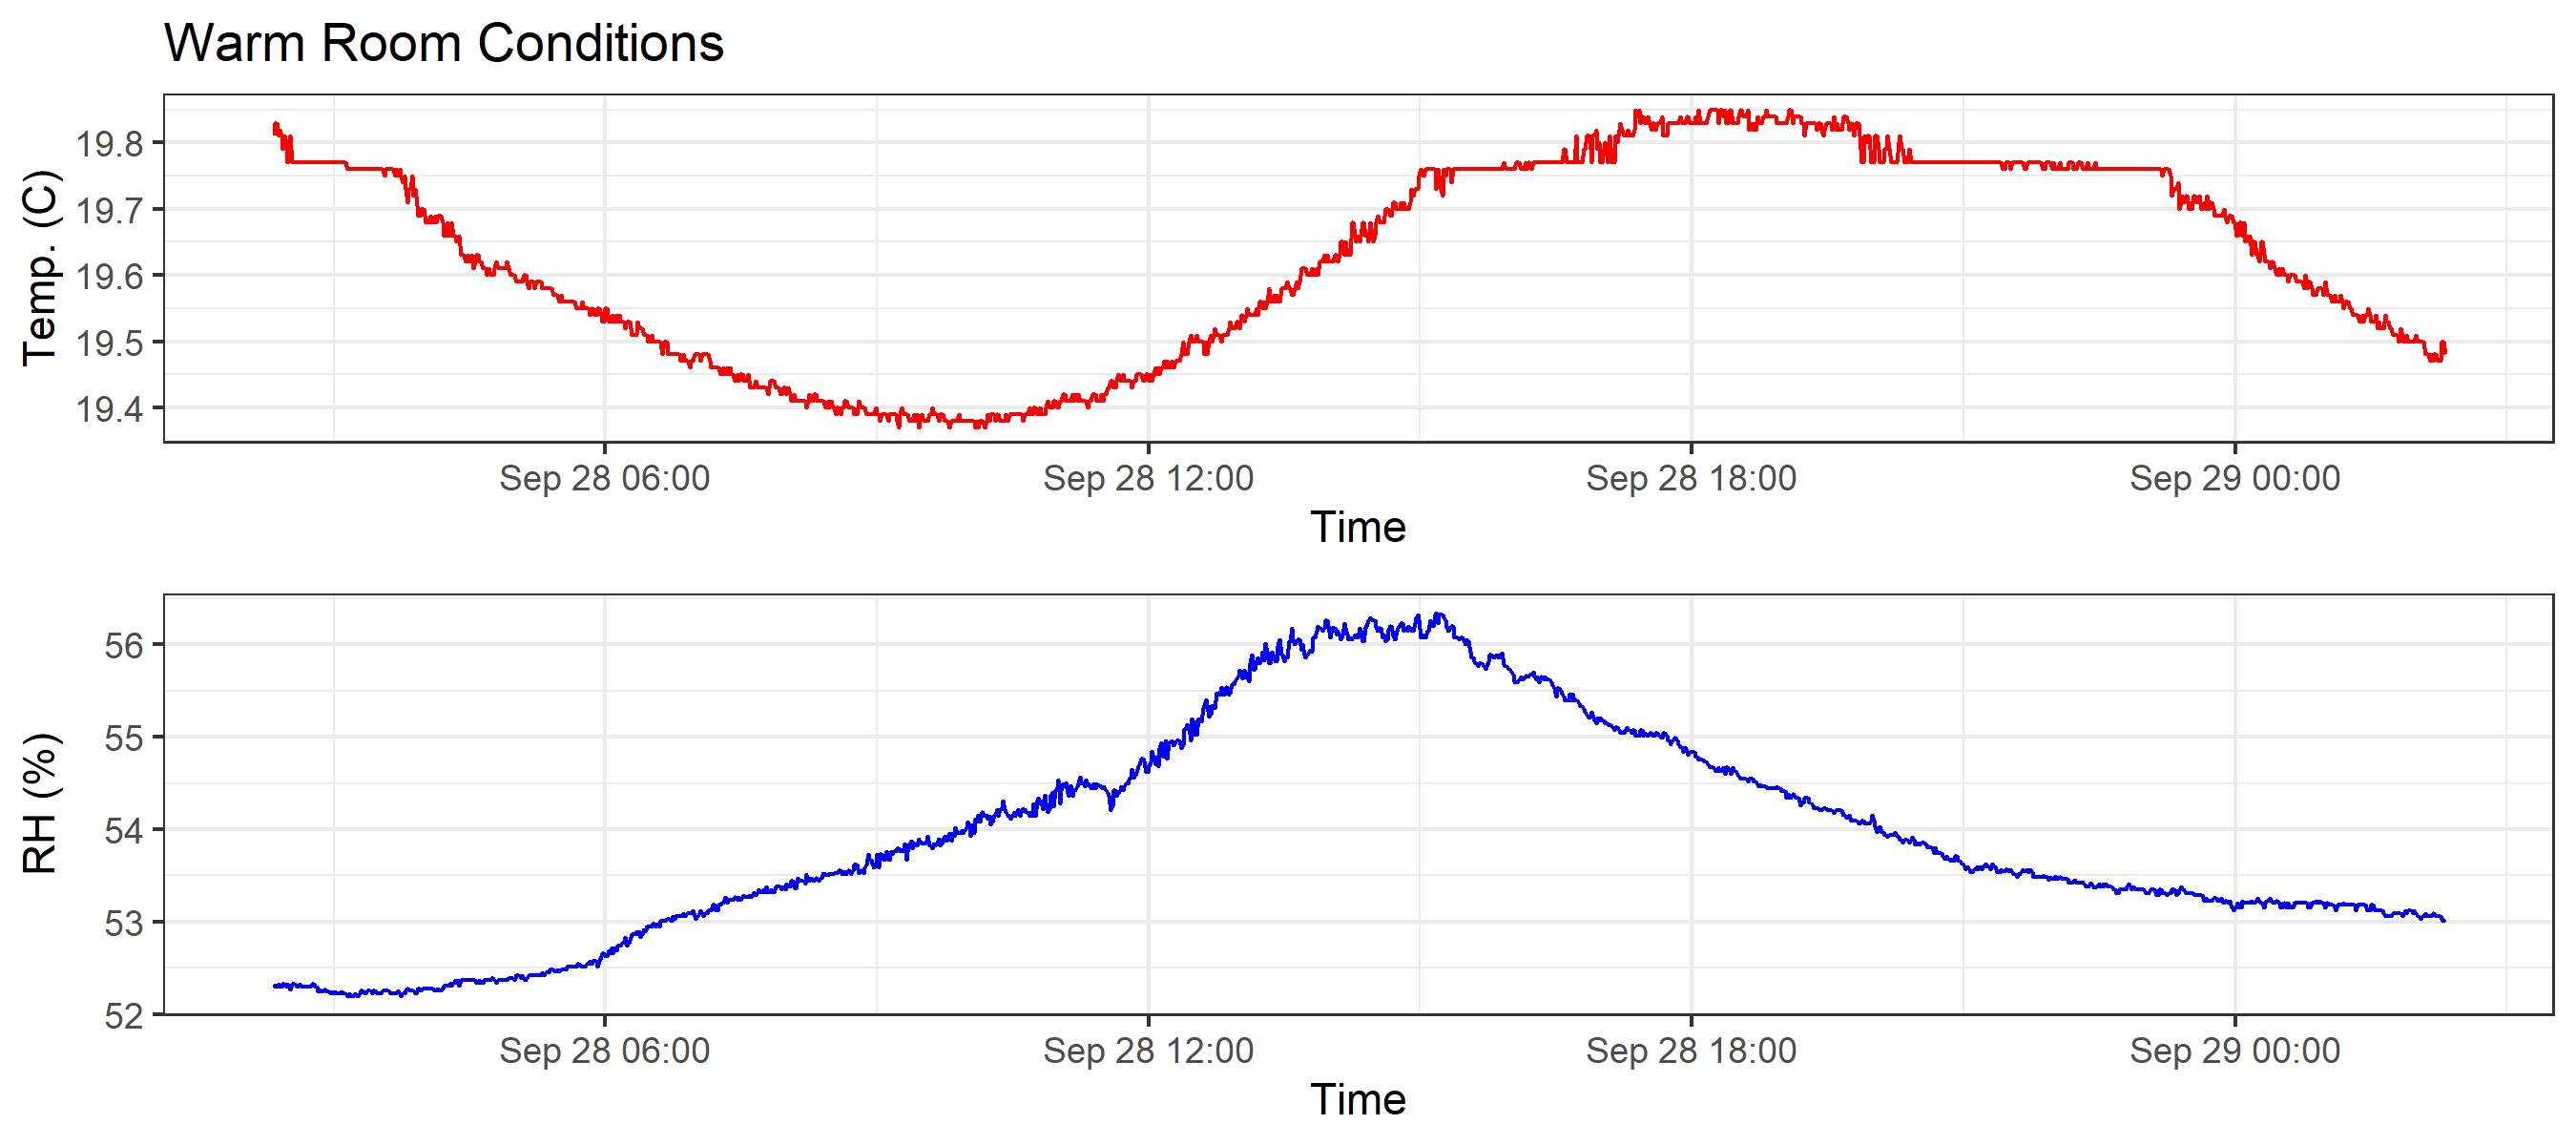 Warm Room Conditions
Temp. (C)
19.8
19.7
19.6
19.5
19.4
Sep 28 06:00 Sep 28 12:00 Sep 28 18:00 Sep 29 00:00
Time
RH (%)
56
55
54
53
52
Sep 28 06:00 Sep 28 12:00 Sep 28 18:00 Sep 29 00:00
Time